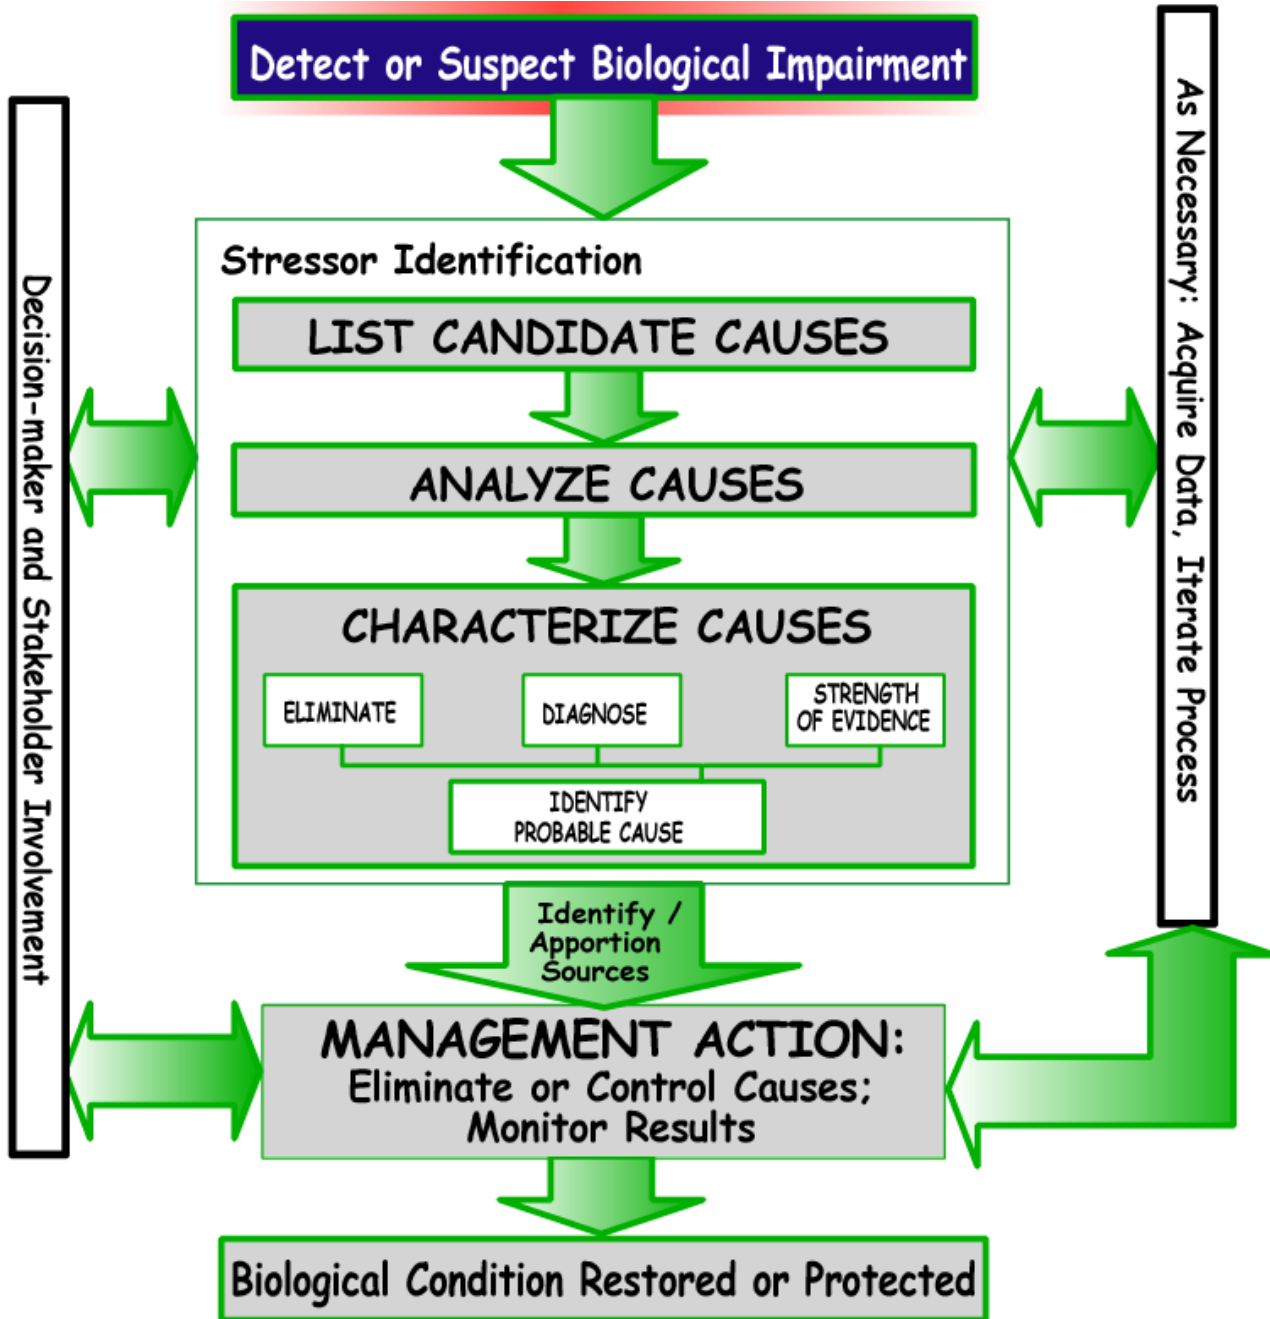 Detect or Suspect Biological Impairment
Stressor Identification
LIST CANDIDATE CAUSES
ANALYZE CAUSES
CHARACTERIZE CAUSES
ELIMINATE
DIAGNOSE
STRENGTH
OF EVIDENCE
IDENTIFY
PROBABLE CAUSE
Identify /
Apportion
Sources
MANAGEMENT ACTION:
Eliminate or Control Causes;
Monitor Results
Biological Condition Restored or Protected
Decision-maker and Stakeholder Involvement
As Necessary: Acquire Data, Iterate Process